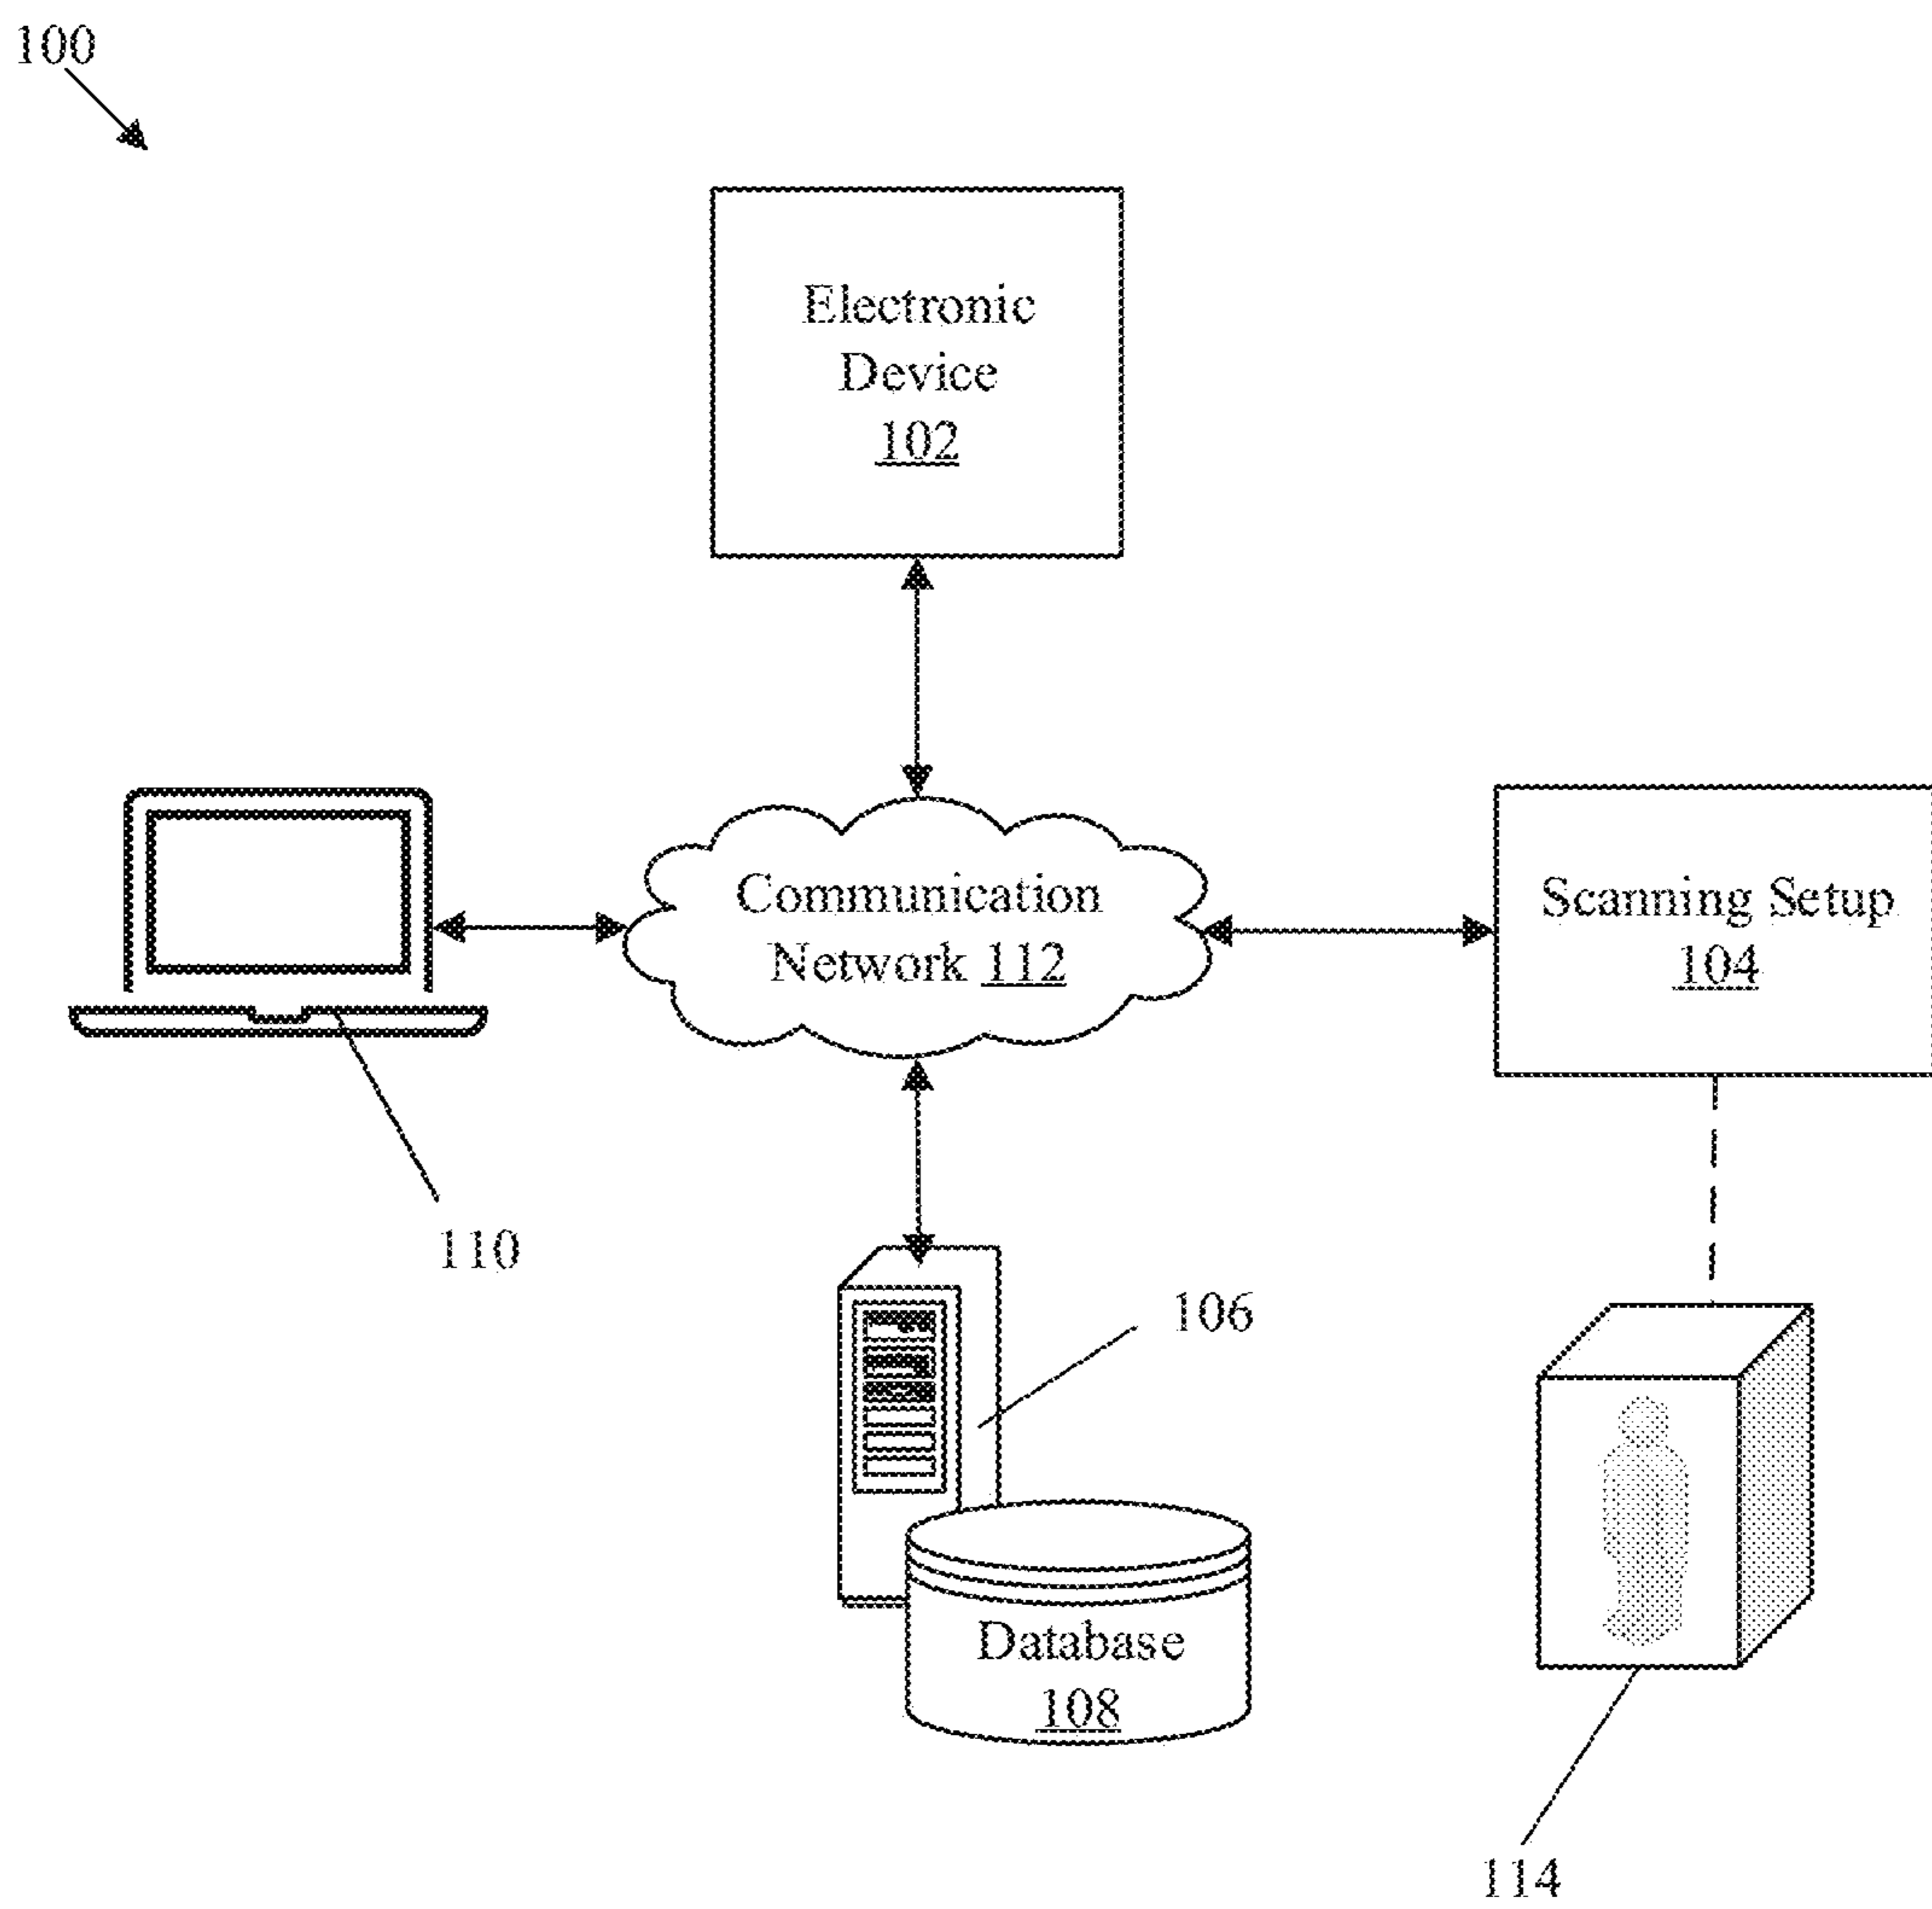 100
Electronic
Device
102
Communication
Network 112
Scanning Setup
104
110
106
Database
108
114